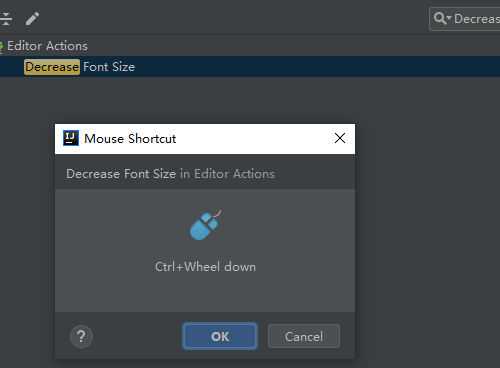 Decreas
Editor Actions
Decrease Font Size
IJ Mouse Shortcut
Decrease Font Size in Editor Actions
Ctrl+Wheel down
? OK Cancel